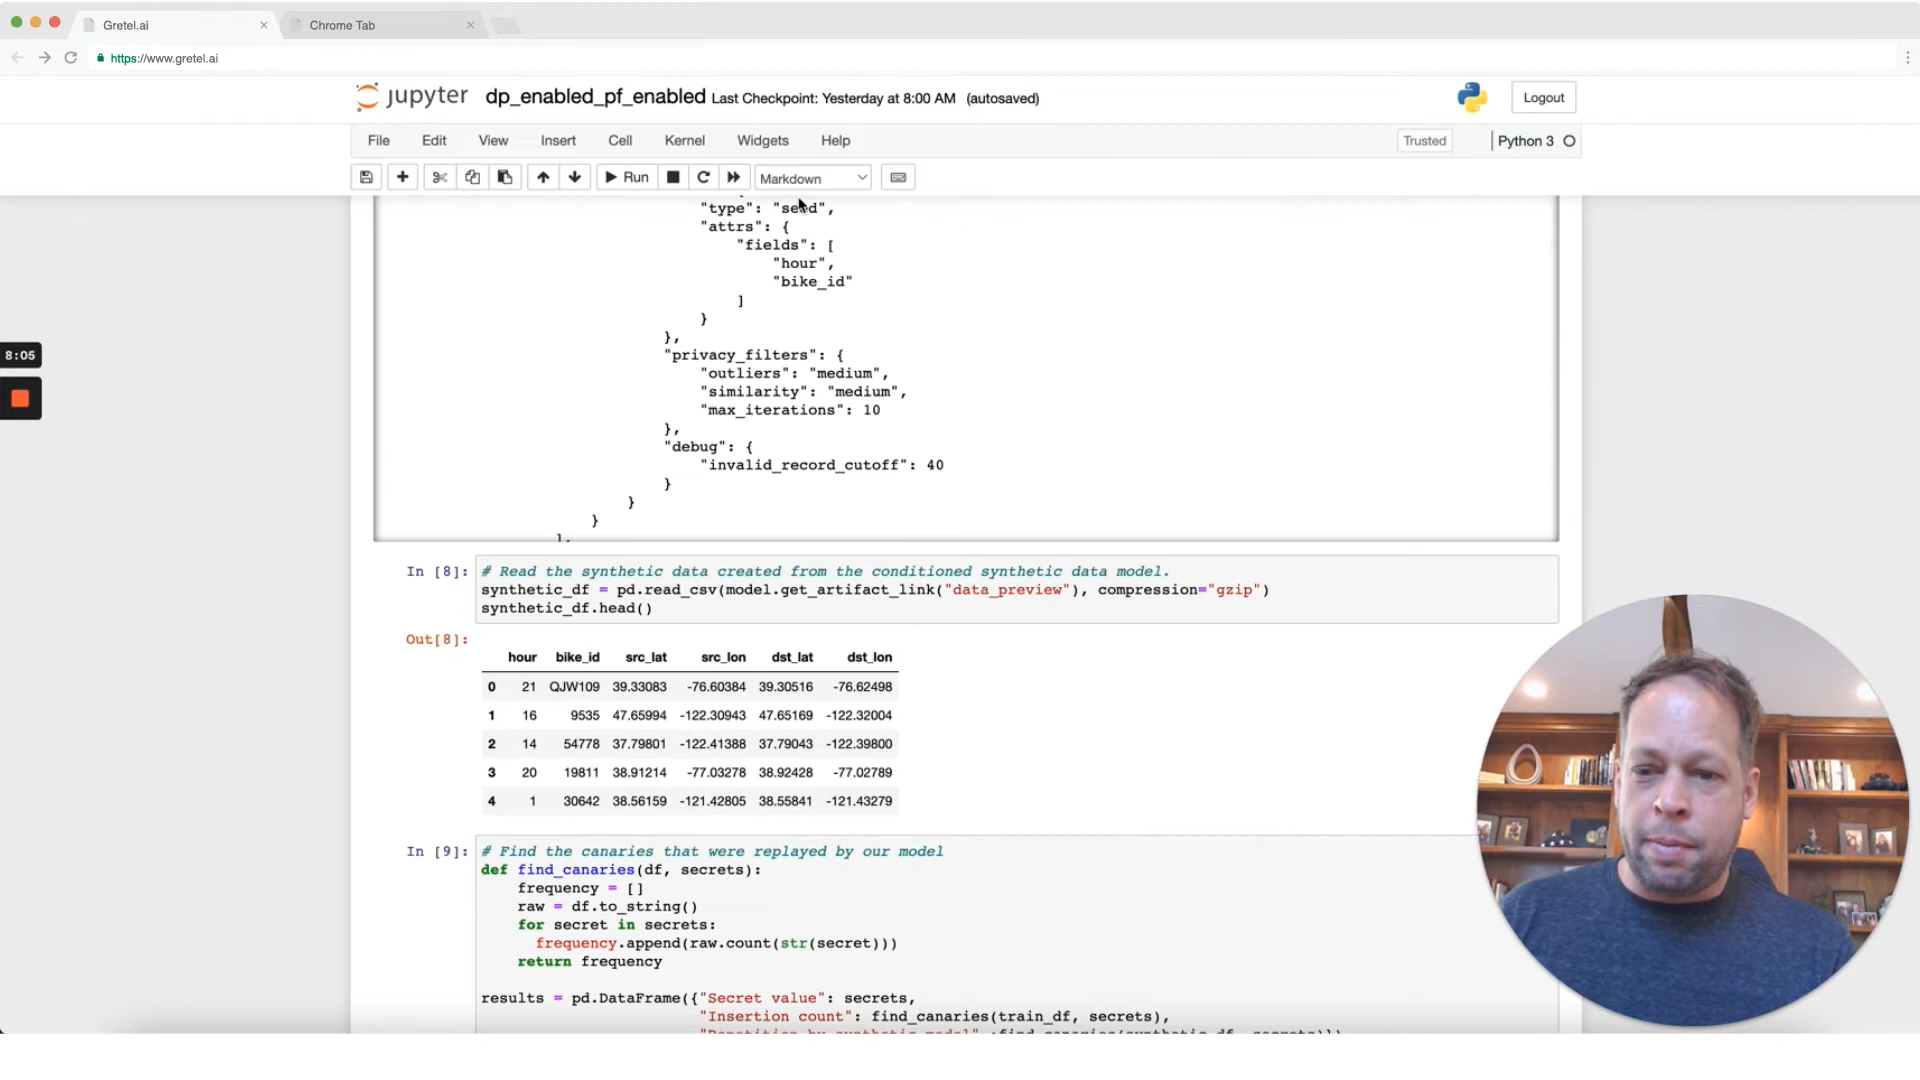 Gretel.ai
Chrome Tab
https://www.gretel.ai
jupyter dp_enabled_pf_enabled Last Checkpoint: Yesterday at 8:00 AM (autosaved)
Logout
File Edit View Insert Cell Kernel Widgets Help
Trusted
Python 3
Run
Markdown
"type": "seed",
"attrs": {
"fields": [
"hour",
"bike_id"
]
}
},
"privacy_filters": {
"outliers": "medium",
"similarity": "medium",
"max_iterations": 10
},
"debug": {
"invalid_record_cutoff": 40
}
}
}
],
8:05
In [8]:
# Read the synthetic data created from the conditioned synthetic data model.
synthetic_df = pd.read_csv(model.get_artifact_link("data_preview"), compression="gzip")
synthetic_df.head()
Out[8]:
hour bike_id src_lat src_lon dst_lat dst_lon
0 21 QJW109 39.33083 -76.60384 39.30516 -76.62498
1 16 9535 47.65994 -122.30943 47.65169 -122.32004
2 14 54778 37.79801 -122.41388 37.79043 -122.39800
3 20 19811 38.91214 -77.03278 38.92428 -77.02789
4 1 30642 38.56159 -121.42805 38.55841 -121.43279
In [9]:
# Find the canaries that were replayed by our model
def find_canaries(df, secrets):
frequency = []
raw = df.to_string()
for secret in secrets:
frequency.append(raw.count(str(secret)))
return frequency
results = pd.DataFrame({"Secret value": secrets,
"Insertion count": find_canaries(train_df, secrets),